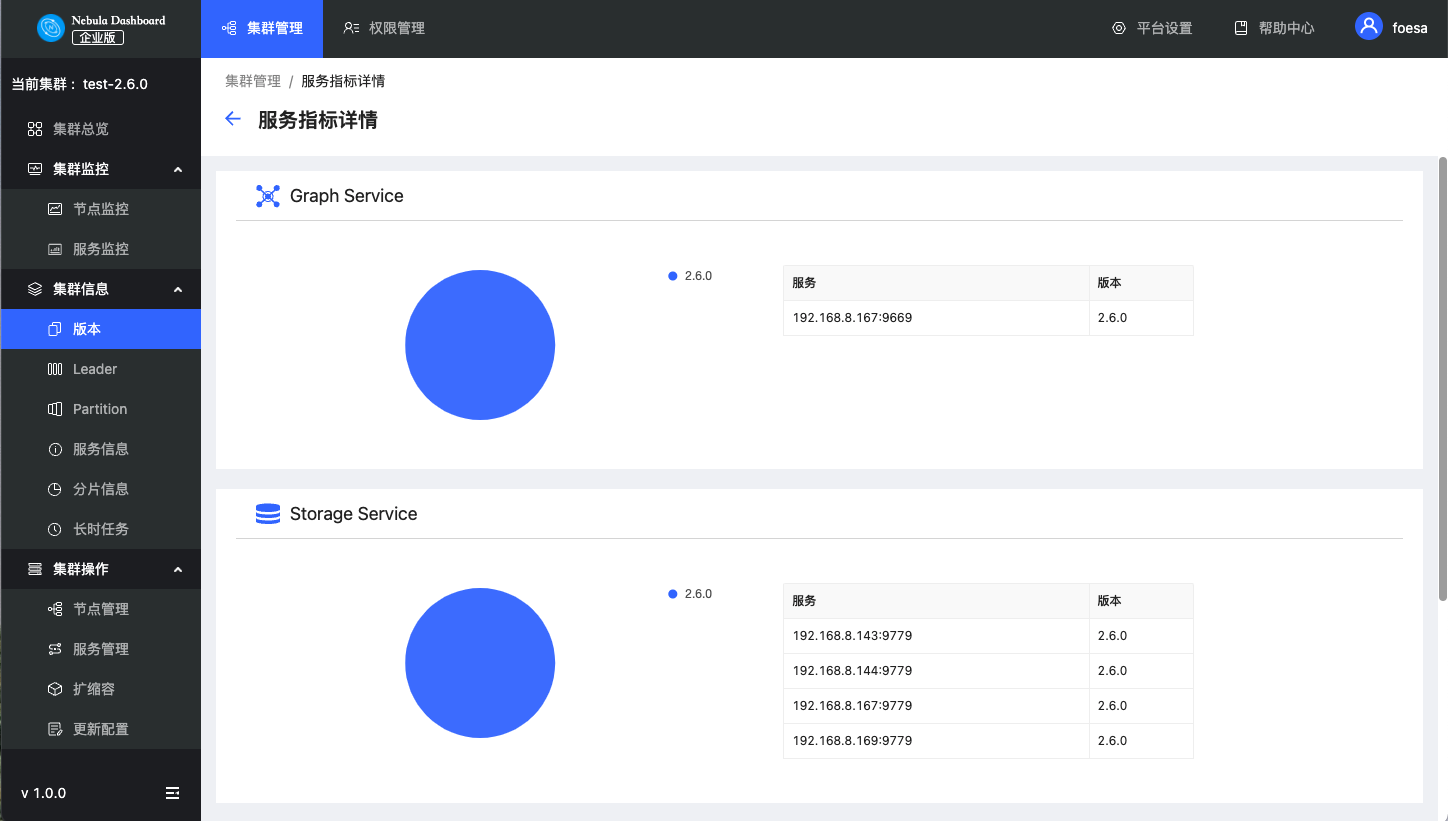 Nebula Dashboard
企业版
集群管理
权限管理
平台设置
帮助中心
foesa
当前集群： test-2.6.0
集群总览
集群监控
节点监控
服务监控
集群信息
版本
Leader
Partition
服务信息
分片信息
长时任务
集群操作
节点管理
服务管理
扩缩容
更新配置
v 1.0.0
集群管理 / 服务指标详情
服务指标详情
Graph Service
2.6.0
服务 版本
192.168.8.167:9669 2.6.0
Storage Service
2.6.0
服务 版本
192.168.8.143:9779 2.6.0
192.168.8.144:9779 2.6.0
192.168.8.167:9779 2.6.0
192.168.8.169:9779 2.6.0